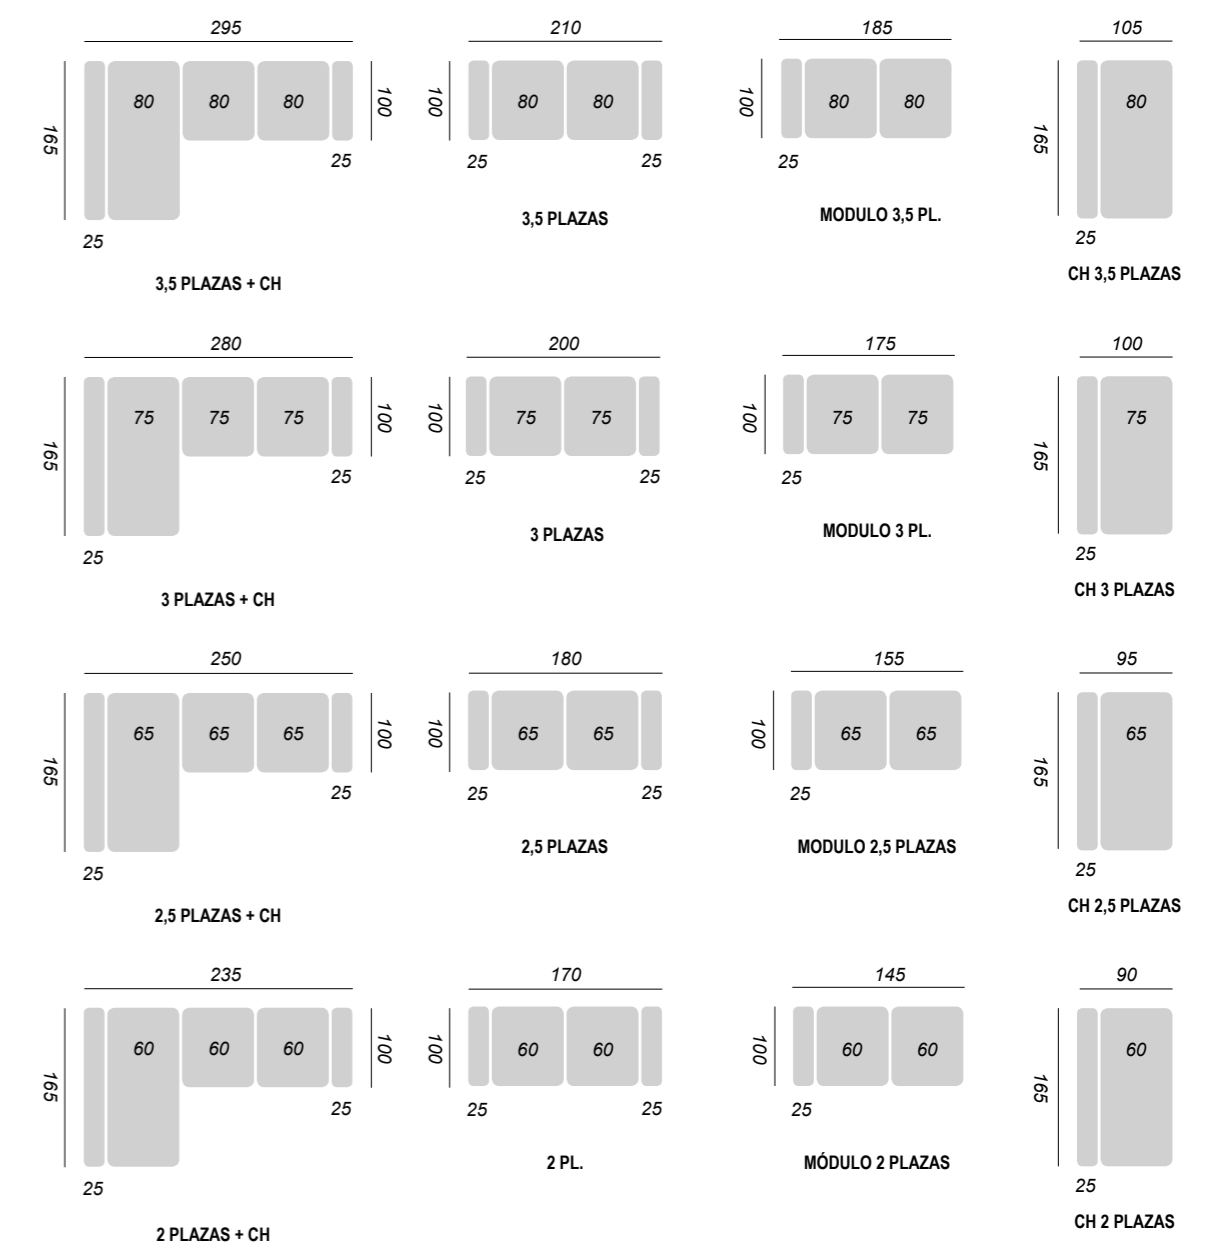 295 210 185 105
80 80 80 80 80 80 80 80
165 100 100 100 165
25 25 25 25 25 25
3,5 PLAZAS + CH
3,5 PLAZAS
MODULO 3,5 PL.
CH 3,5 PLAZAS
280 200 175 100
75 75 75 75 75 75 75 75
165 100 100 100 165
25 25 25 25 25 25
3 PLAZAS + CH
3 PLAZAS
MODULO 3 PL.
CH 3 PLAZAS
250 180 155 95
65 65 65 65 65 65 65 65
165 100 100 100 165
25 25 25 25 25 25
2,5 PLAZAS + CH
2,5 PLAZAS
MODULO 2,5 PLAZAS
CH 2,5 PLAZAS
235 170 145 90
60 60 60 60 60 60 60 60
165 100 100 100 165
25 25 25 25 25 25
2 PLAZAS + CH
2 PL.
MÓDULO 2 PLAZAS
CH 2 PLAZAS